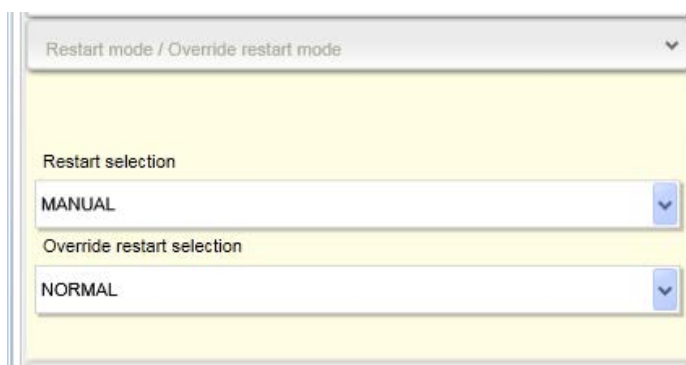 Restart mode / Override restart mode
Restart selection
MANUAL
Override restart selection
NORMAL